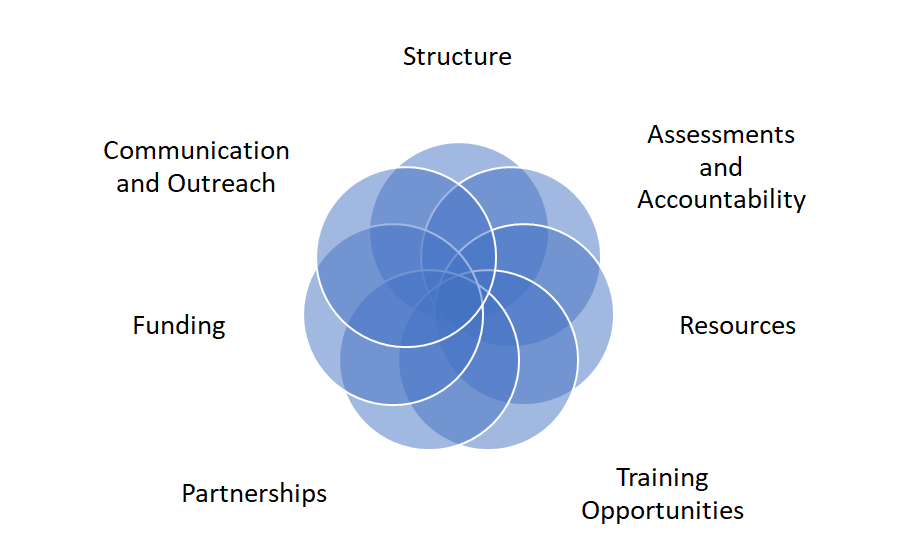 Structure
Assessments
and
Accountability
Resources
Training
Opportunities
Partnerships
Funding
Communication
and Outreach